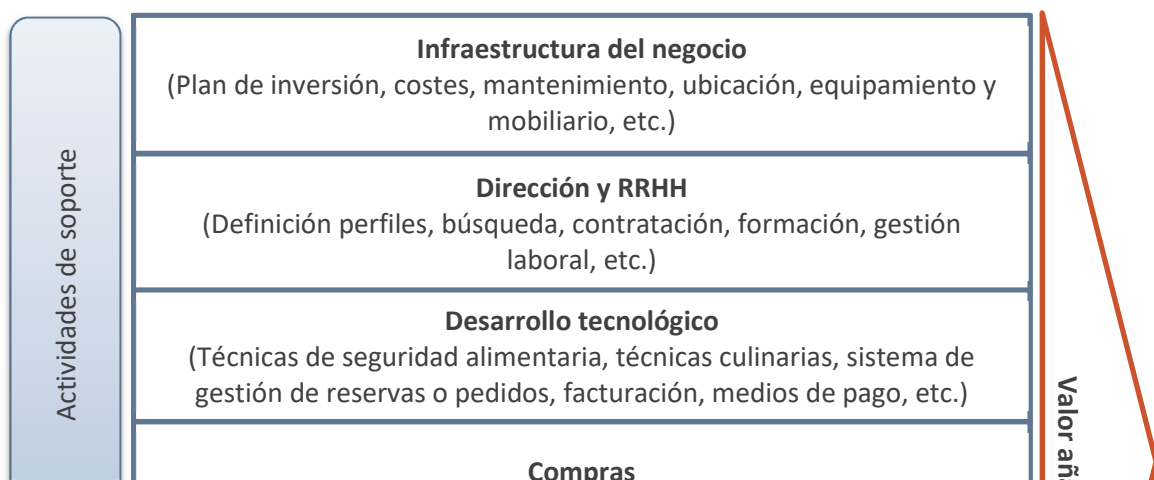 Actividades de soporte
Infraestructura del negocio
(Plan de inversión, costes, mantenimiento, ubicación, equipamiento y
mobiliario, etc.)
Dirección y RRHH
(Definición perfiles, búsqueda, contratación, formación, gestión
laboral, etc.)
Desarrollo tecnológico
(Técnicas de seguridad alimentaria, técnicas culinarias, sistema de
gestión de reservas o pedidos, facturación, medios de pago, etc.)
Compras
Valor aña